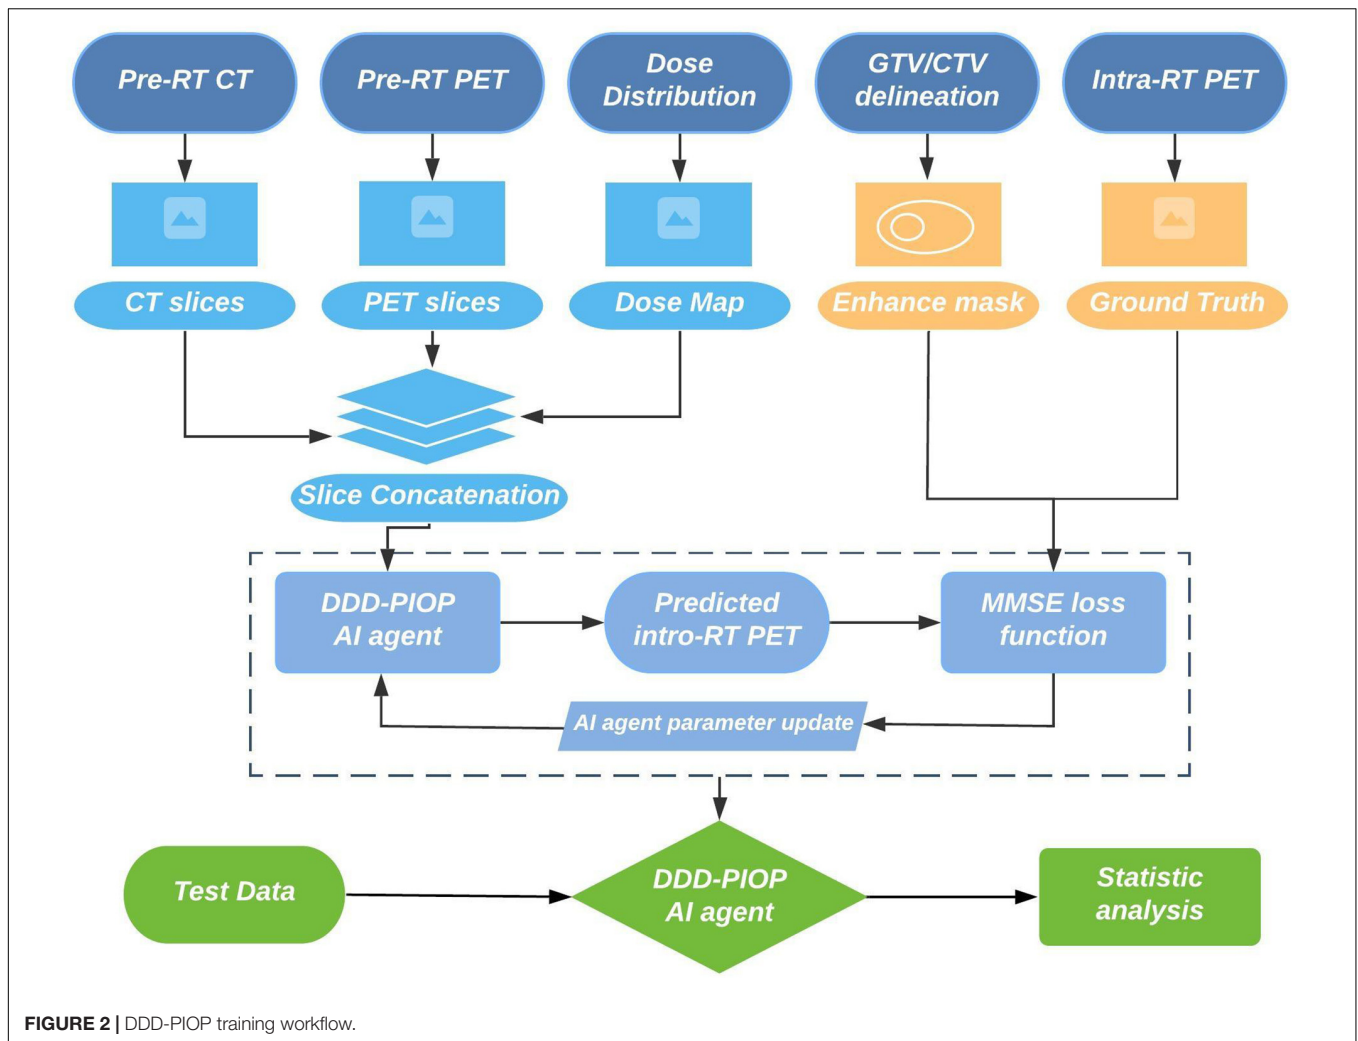 Pre-RT CT
Pre-RT PET
Dose
Distribution
GTV/CTV
delineation
Intra-RT PET
CT slices
PET slices
Dose Map
Enhance mask
Ground Truth
Slice Concatenation
DDD-PIOP
AI agent
Predicted
intro-RT PET
MMSE loss
function
AI agent parameter update
Test Data
DDD-PIOP
AI agent
Statistic
analysis
FIGURE 2 | DDD-PIOP training workflow.